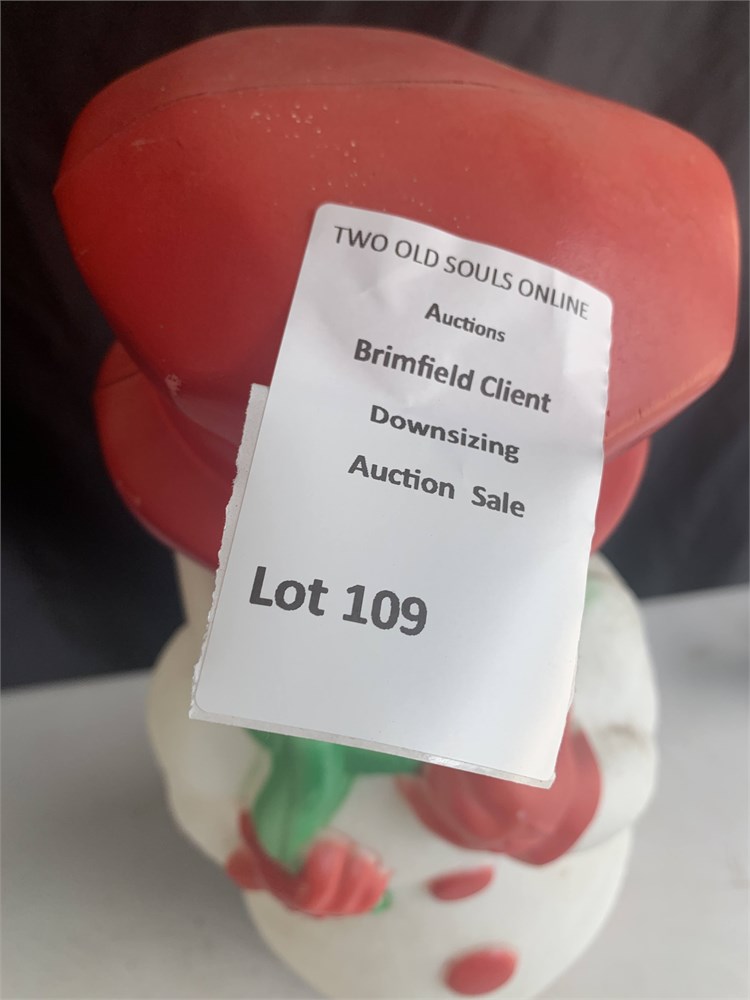 TWO OLD SOULS ONLINE
Auctions
Brimfield Client
Downsizing
Auction Sale
Lot 109